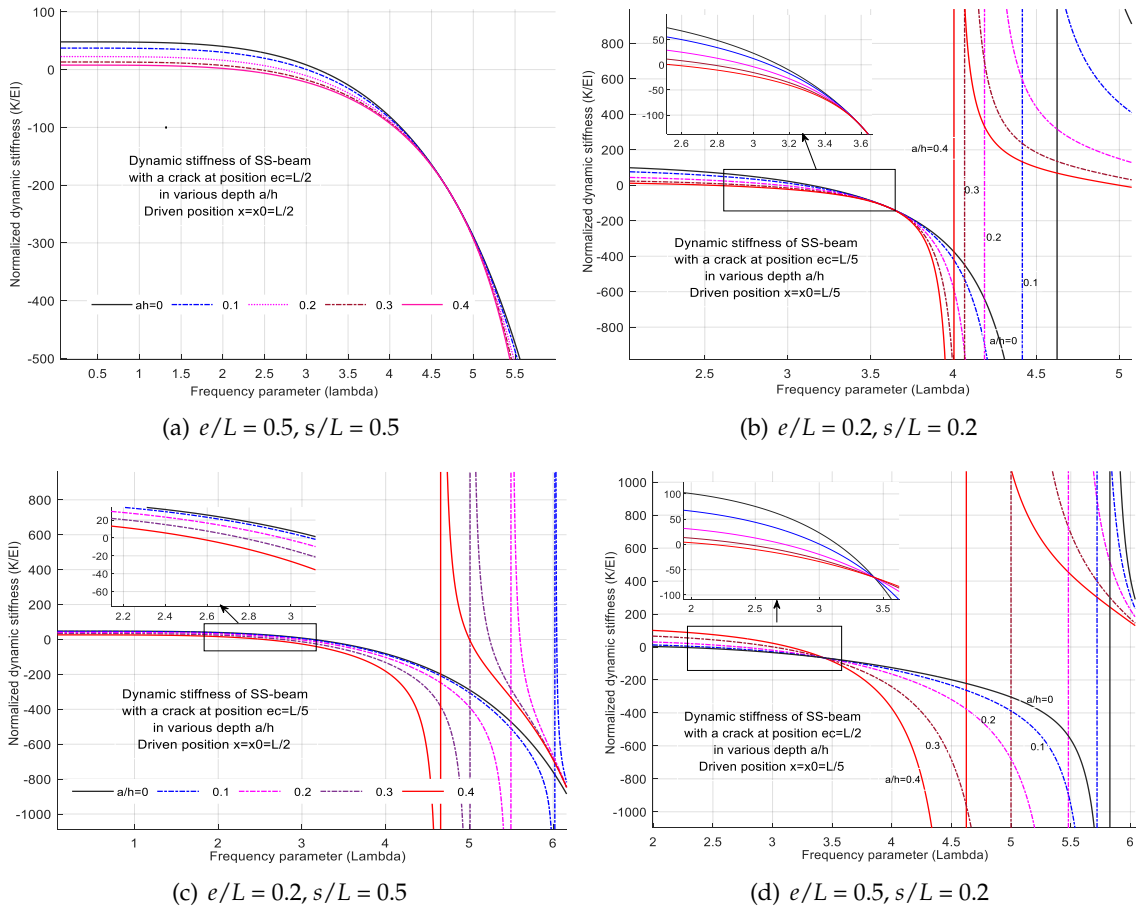 100
0
-100
-200
-300
-400
-500
Normalized dynamic stiffness (K/EI)
Dynamic stiffness of SS-beam
with a crack at position ec=L/2
in various depth a/h
Driven position x=x0=L/2
ah=0 0.1 0.2 0.3 0.4
0.5 1 1.5 2 2.5 3 3.5 4 4.5 5 5.5
Frequency parameter (lambda)
(a) e/L = 0.5, s/L = 0.5
800
600
400
200
0
-200
-400
-600
-800
Normalized dynamic stiffness (K/EI)
50
0
-50
-100
2.6 2.8 3 3.2 3.4 3.6
a/h=0.4
0.3
0.2
0.1
a/h=0
Dynamic stiffness of SS-beam
with a crack at position ec=L/5
in various depth a/h
Driven position x=x0=L/5
2.5 3 3.5 4 4.5 5
Frequency parameter (Lambda)
(b) e/L = 0.2, s/L = 0.2
800
600
400
200
0
-200
-400
-600
-800
-1000
Normalized dynamic stiffness (K/EI)
20
0
-20
-40
-60
2.2 2.4 2.6 2.8 3
Dynamic stiffness of SS-beam
with a crack at position ec=L/5
in various depth a/h
Driven position x=x0=L/2
a/h=0 0.1 0.2 0.3 0.4
1 2 3 4 5 6
Frequency parameter (Lambda)
(c) e/L = 0.2, s/L = 0.5
1000
800
600
400
200
0
-200
-400
-600
-800
-1000
Normalized dynamic stiffness (K/EI)
100
50
0
-50
-100
2 2.5 3 3.5
a/h=0
0.2
0.1
0.3
a/h=0.4
Dynamic stiffness of SS-beam
with a crack at position ec=L/2
in various depth a/h
Driven position x=x0=L/5
2 2.5 3 3.5 4 4.5 5 5.5 6
Frequency parameter (Lambda)
(d) e/L = 0.5, s/L = 0.2